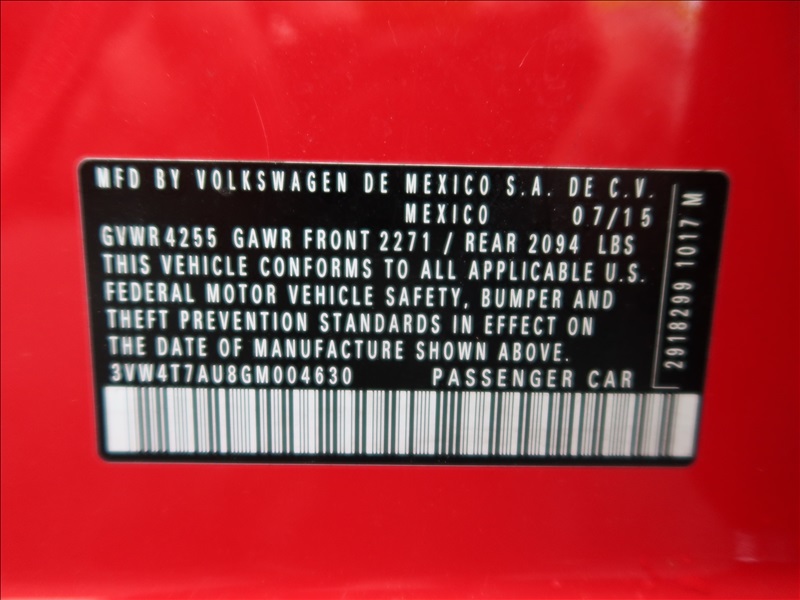 MFD BY VOLKSWAGEN DE MEXICO S.A. DE C.V.
MEXICO 07/15
GVWR 4255 GAWR FRONT 2271 / REAR 2094 LBS
THIS VEHICLE CONFORMS TO ALL APPLICABLE U.S.
FEDERAL MOTOR VEHICLE SAFETY, BUMPER AND
THEFT PREVENTION STANDARDS IN EFFECT ON
THE DATE OF MANUFACTURE SHOWN ABOVE.
3VW4T7AU8GM004630 PASSENGER CAR
2918299 1017 M